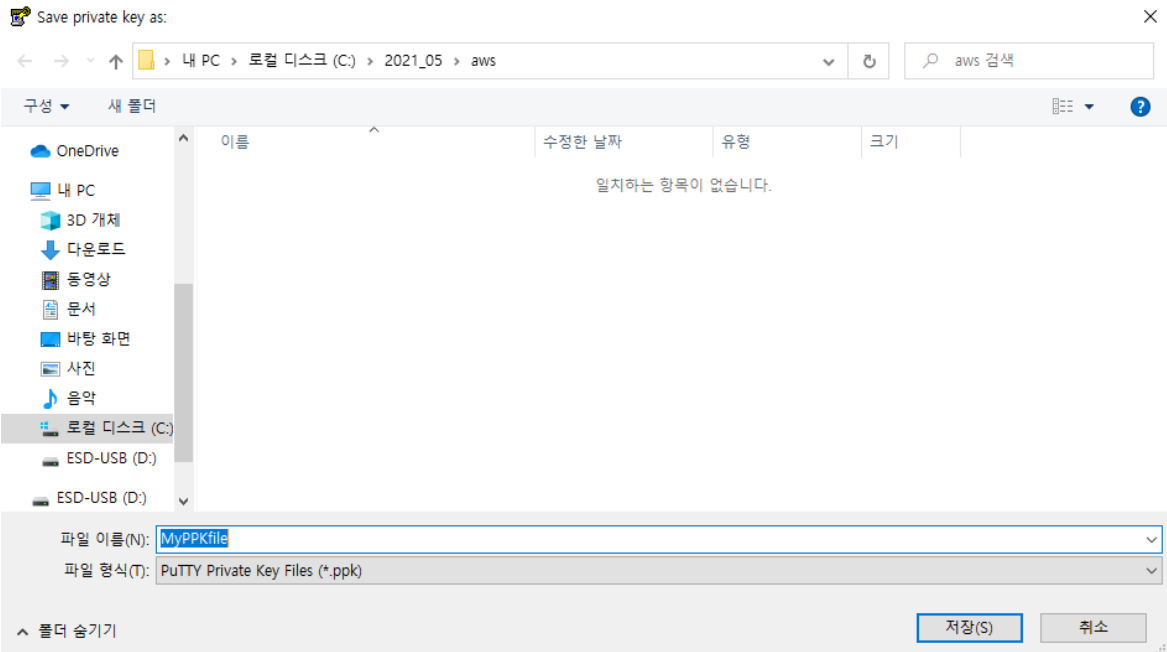 Save private key as:
내 PC > 로컬 디스크 (C:) > 2021_05 > aws
aws 검색
구성
새 폴더
이름
수정한 날짜
유형
크기
일치하는 항목이 없습니다.
OneDrive
내 PC
3D 개체
다운로드
동영상
문서
바탕 화면
사진
음악
로컬 디스크 (C:)
ESD-USB (D:)
ESD-USB (D:)
파일 이름(N): MyPPKfile
파일 형식(T): PuTTY Private Key Files (*.ppk)
폴더 숨기기
저장(S)
취소